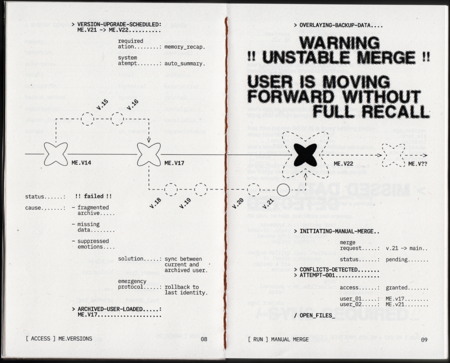 > VERSION-UPGRADE-SCHEDULED:
ME.V21 -> ME.V22..........
required
ation........: memory_recap.
system
atempt.......: auto_summary.
V.15
V.16
ME.V14
ME.V17
V.18
V.19
V.20
V.21
status......: !! failed !!
cause.......: - fragmented
archive.....
- missing
data........
- suppressed
emotions....
solution.....: sync between
current and
archived user.
emergency
protocol.....: rollback to
last identity.
> ARCHIVED-USER-LOADED....:
ME.V17...................
[ ACCESS ] ME.VERSIONS
08
> OVERLAYING-BACKUP-DATA....
WARNING
!! UNSTABLE MERGE !!
USER IS MOVING
FORWARD WITHOUT
FULL RECALL
ME.V22
ME.V??
> INITIATING-MANUAL-MERGE..
merge
request.....: v.21 -> main..
status......: pending.......
> CONFLICTS-DETECTED.......
> ATTEMPT-001..............
access......: granted.......
user_01.....: ME.v17........
user_02.....: ME.v21........
/ OPEN_FILES_
[ RUN ] MANUAL MERGE
09